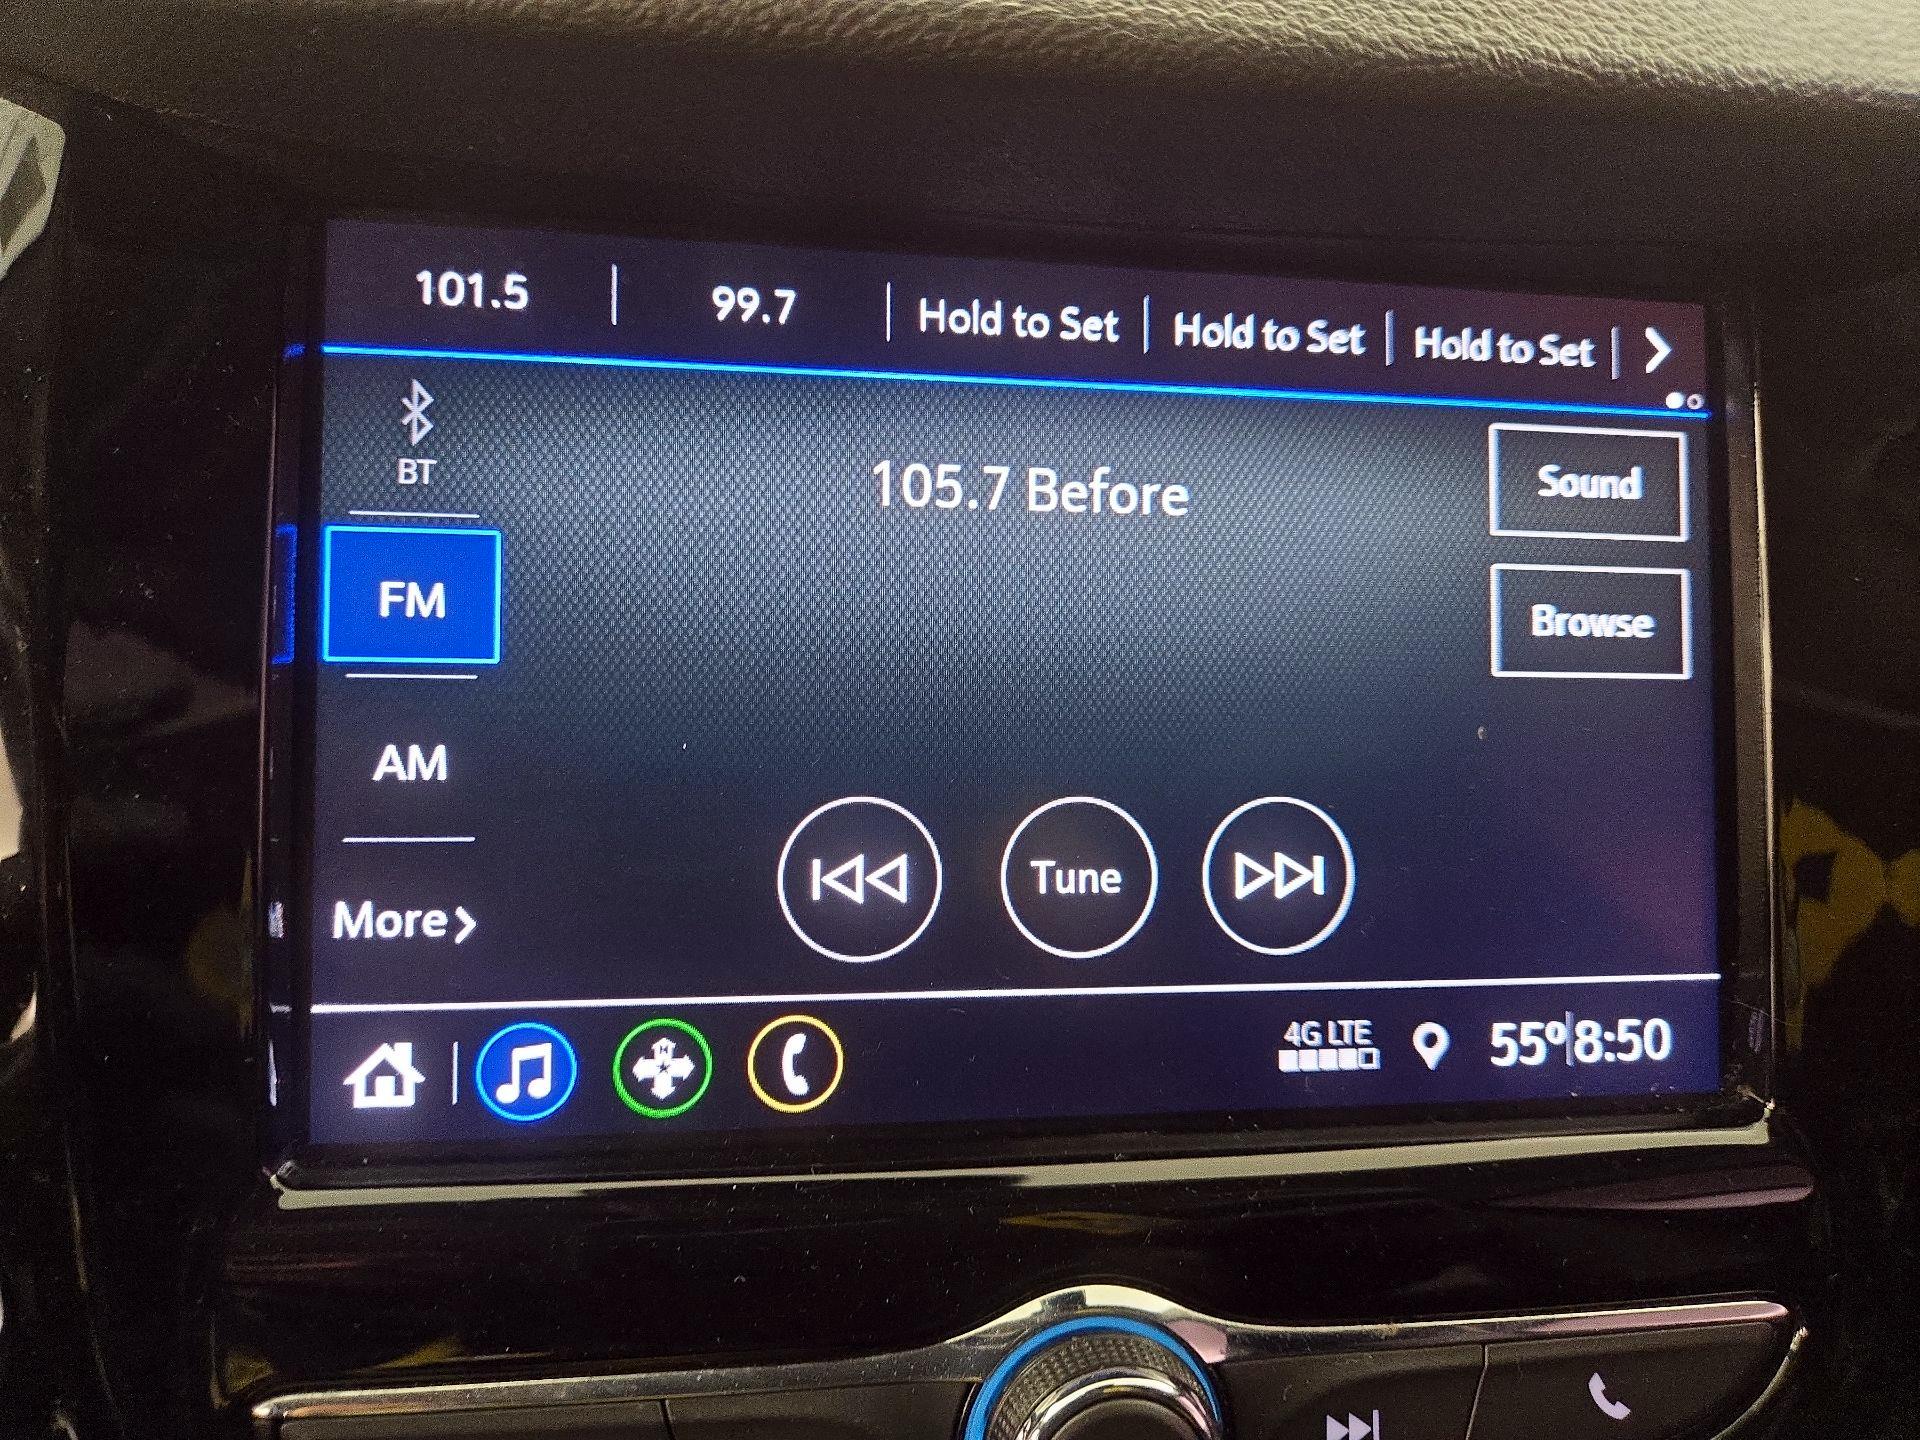 101.5 | 99.7 | Hold to Set | Hold to Set | Hold to Set |
BT
105.7 Before
Sound
FM
Browse
AM
Tune
More
4G LTE
55°|8:50